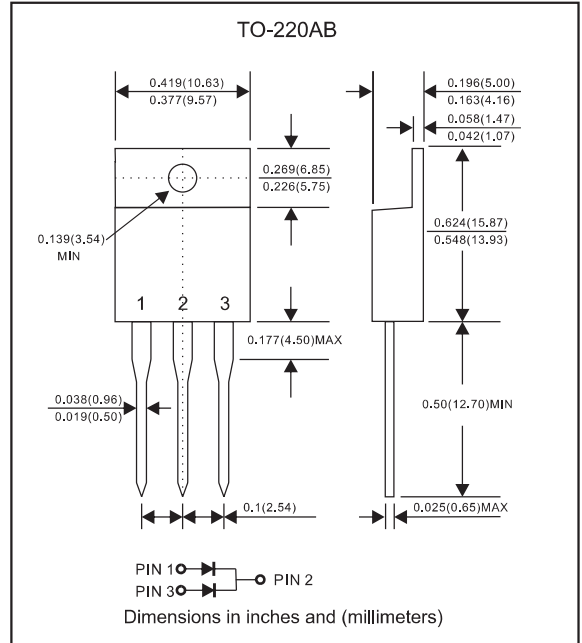 TO-220AB
0.419(10.63)
0.377(9.57)
0.196(5.00)
0.163(4.16)
0.058(1.47)
0.042(1.07)
0.269(6.85)
0.226(5.75)
0.624(15.87)
0.548(13.93)
0.139(3.54)
MIN
1 2 3
0.177(4.50)MAX
0.038(0.96)
0.019(0.50)
0.50(12.70)MIN
0.1(2.54)
0.025(0.65)MAX
PIN 1
PIN 3
PIN 2
Dimensions in inches and (millimeters)